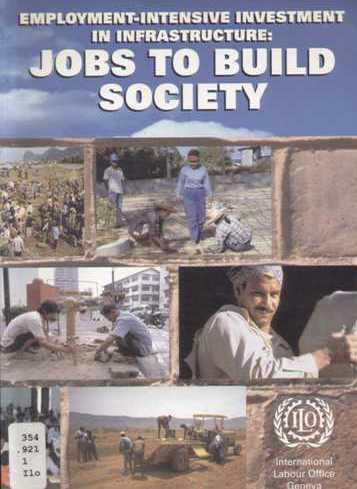 EMPLOYMENT-INTENSIVE INVESTMENT
IN INFRASTRUCTURE:
JOBS TO BUILD
SOCIETY
354
.921
1
Ilo
ILO
International
Labour Office
Geneva